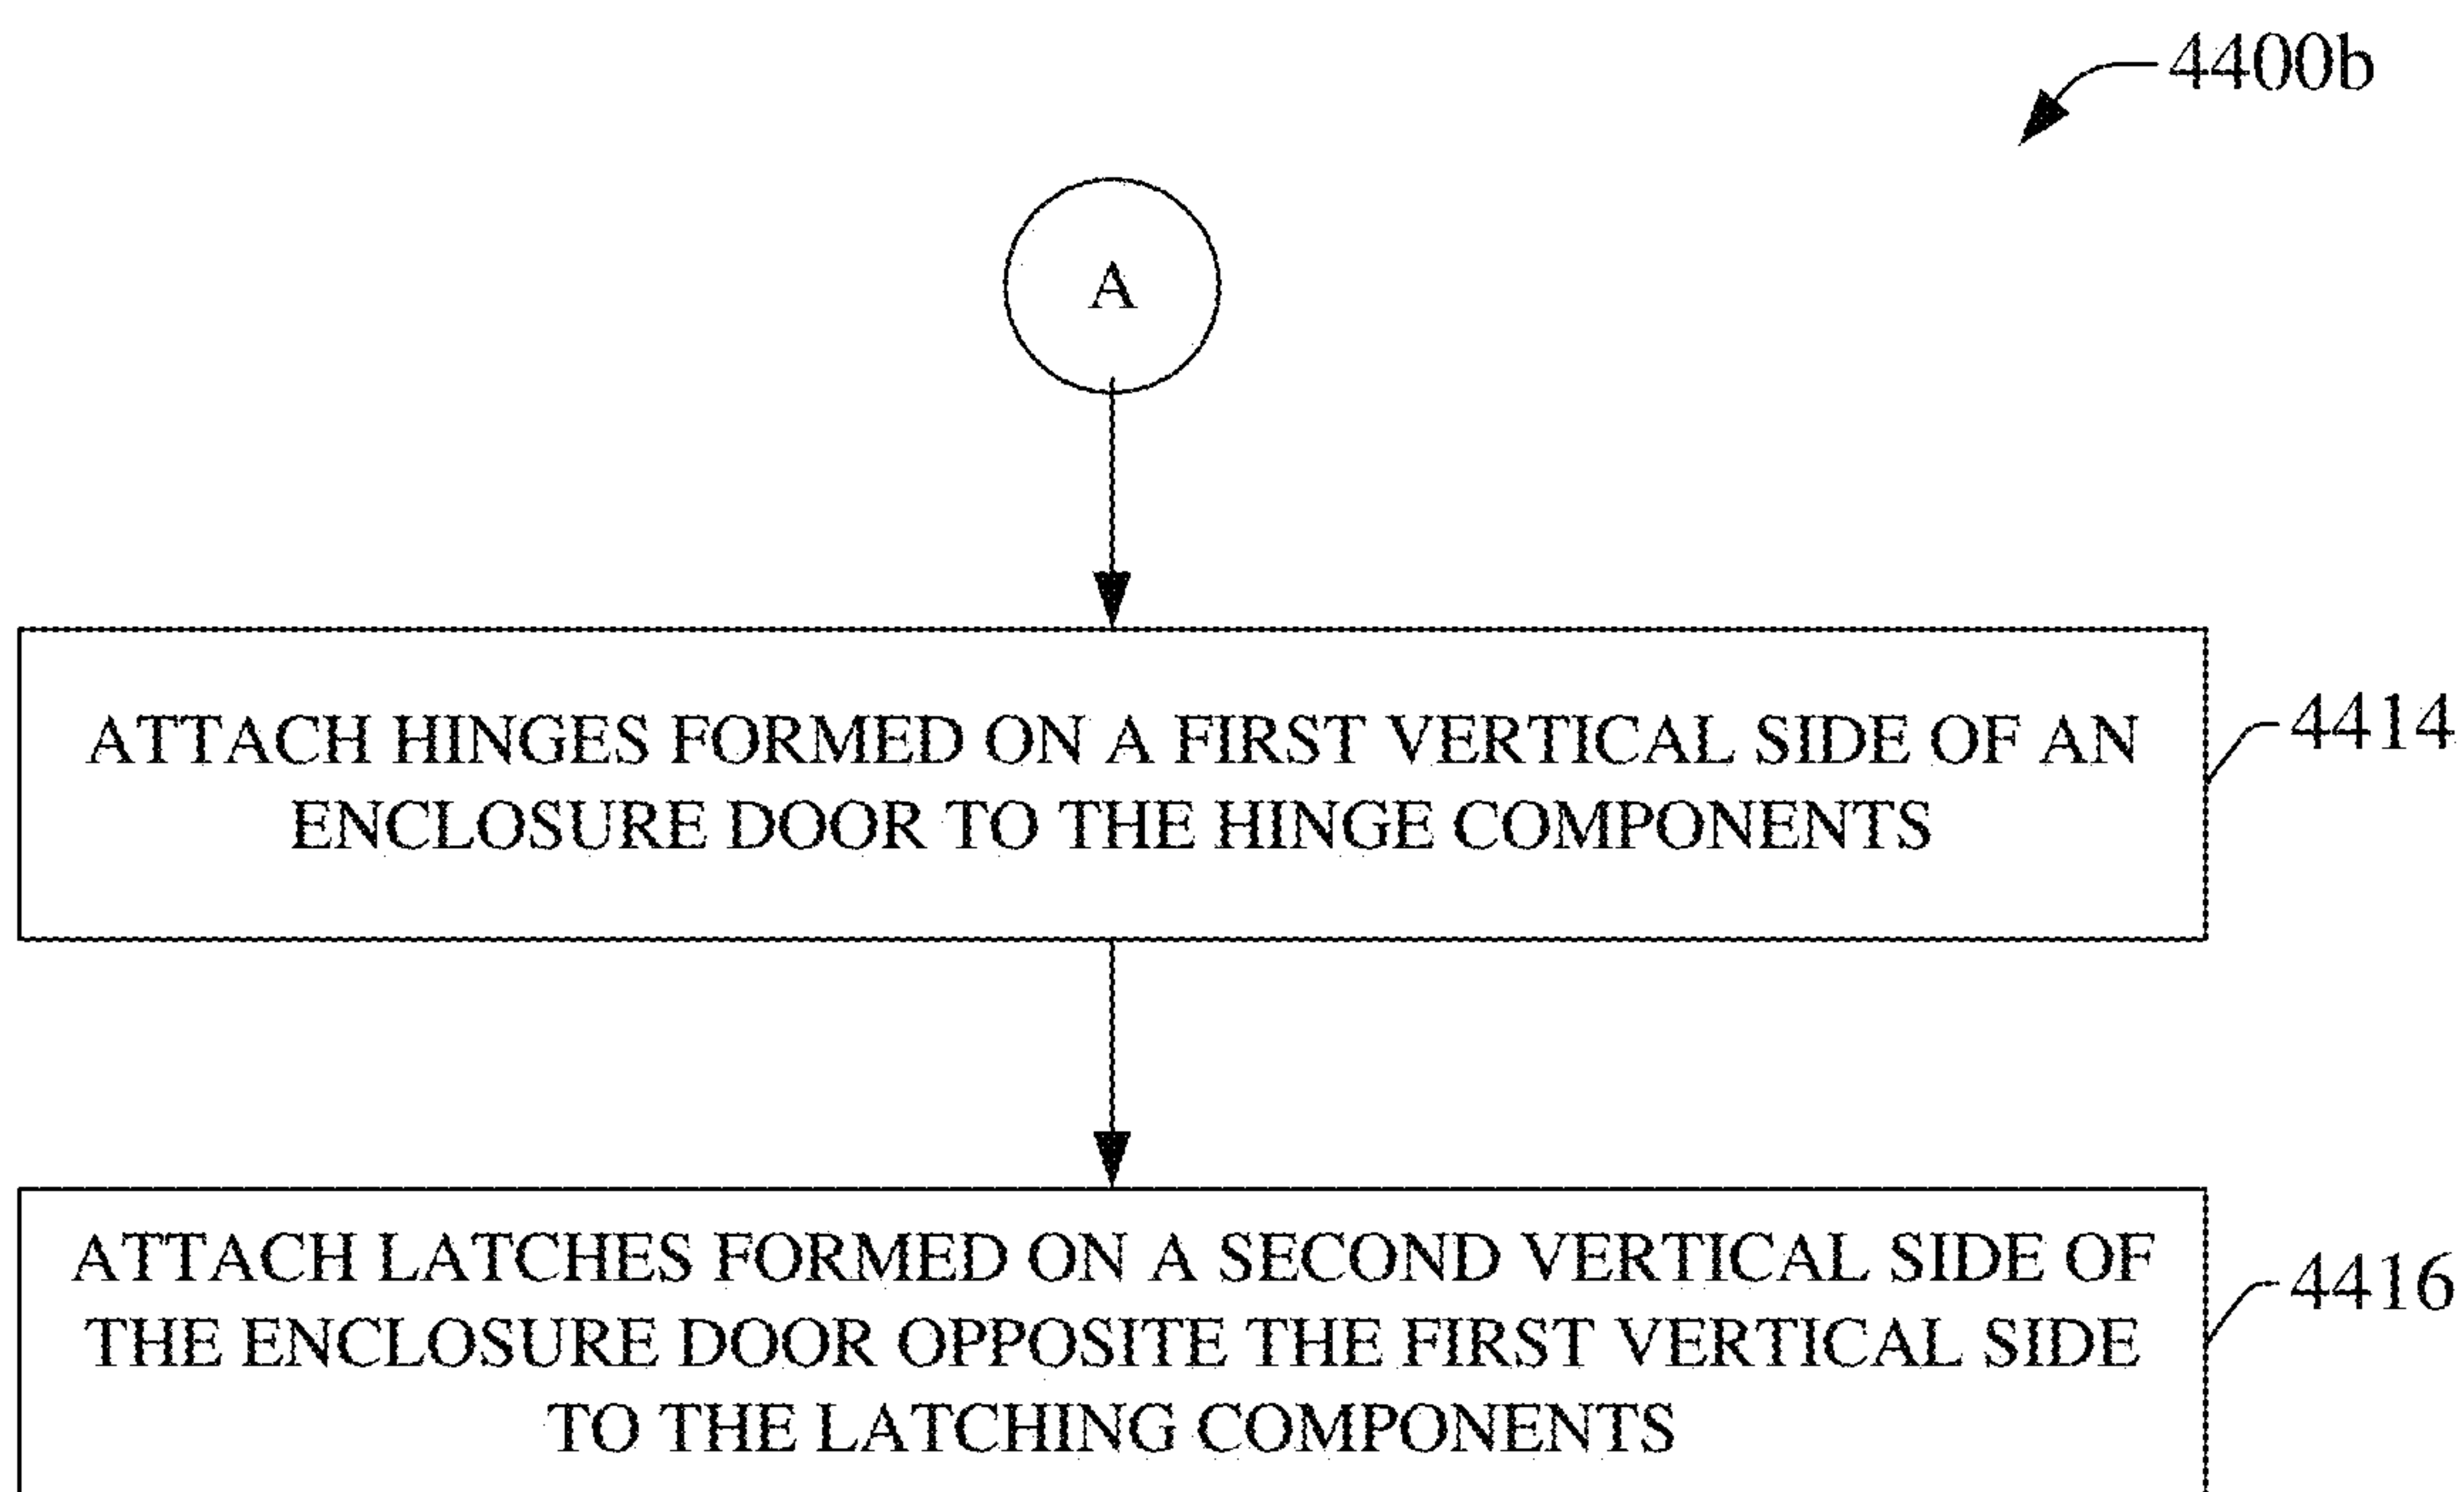 4400b
A
ATTACH HINGES FORMED ON A FIRST VERTICAL SIDE OF AN
ENCLOSURE DOOR TO THE HINGE COMPONENTS
4414
ATTACH LATCHES FORMED ON A SECOND VERTICAL SIDE OF
THE ENCLOSURE DOOR OPPOSITE THE FIRST VERTICAL SIDE
TO THE LATCHING COMPONENTS
4416